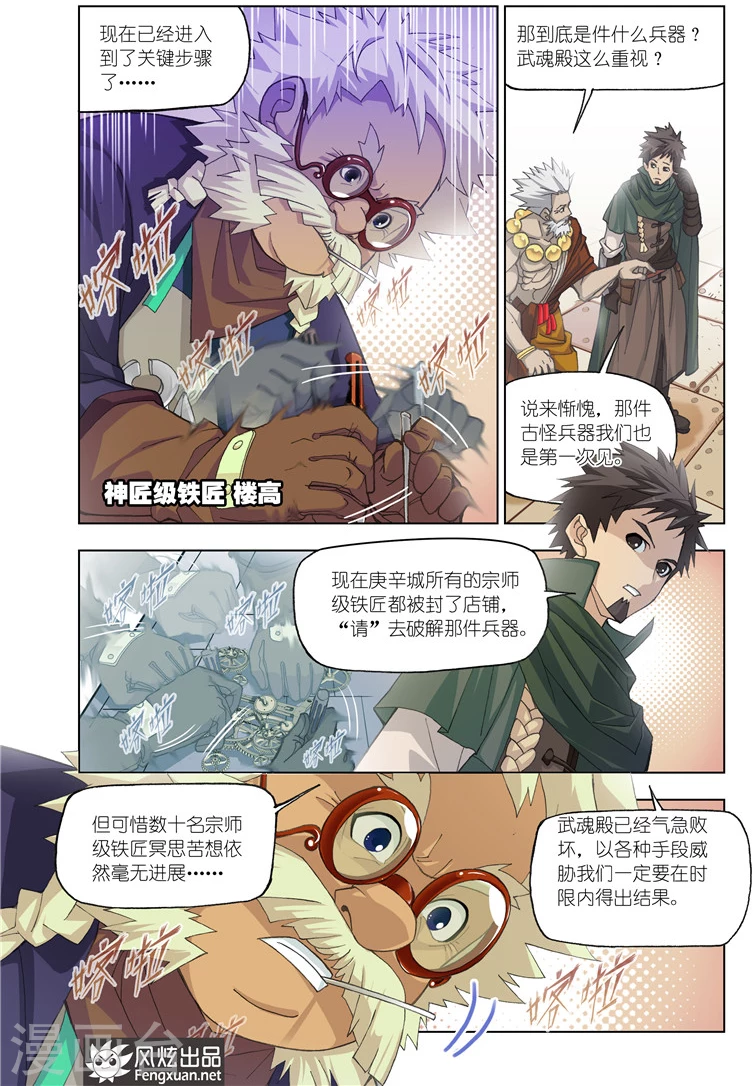 现在已经进入
到了关键步骤
了……
那到底是件什么兵器？
武魂殿这么重视？
喀啦
喀啦
喀啦
喀啦
说来惭愧，那件
古怪兵器我们也
是第一次见。
神匠级铁匠 楼高
现在庚辛城所有的宗师
级铁匠都被封了店铺，
“请”去破解那件兵器。
喀啦
喀啦
喀啦
喀啦
但可惜数十名宗师
级铁匠冥思苦想依
然毫无进展……
武魂殿已经气急败
坏，以各种手段威
胁我们一定要在时
限内得出结果。
喀啦
喀啦
漫画台
风炫出品
Fengxuan.net